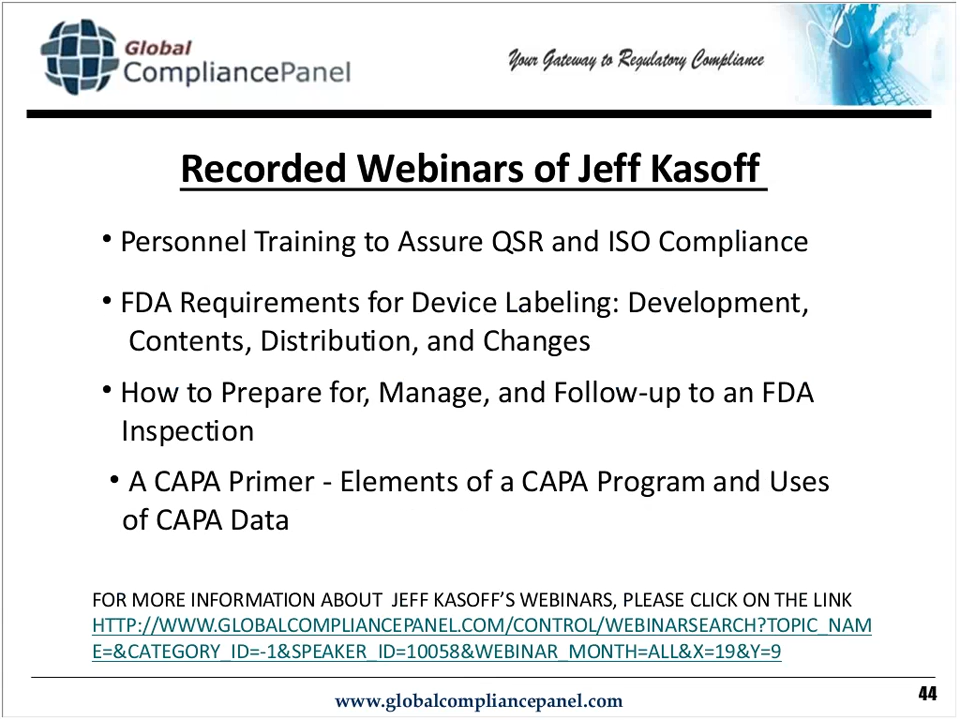 Global
CompliancePanel
Your Gateway to Regulatory Compliance
Recorded Webinars of Jeff Kasoff
• Personnel Training to Assure QSR and ISO Compliance
• FDA Requirements for Device Labeling: Development,
Contents, Distribution, and Changes
• How to Prepare for, Manage, and Follow-up to an FDA
Inspection
• A CAPA Primer - Elements of a CAPA Program and Uses
of CAPA Data
FOR MORE INFORMATION ABOUT JEFF KASOFF’S WEBINARS, PLEASE CLICK ON THE LINK
HTTP://WWW.GLOBALCOMPLIANCEPANEL.COM/CONTROL/WEBINARSEARCH?TOPIC_NAM
E=&CATEGORY_ID=-1&SPEAKER_ID=10058&WEBINAR_MONTH=ALL&X=19&Y=9
www.globalcompliancepanel.com
44